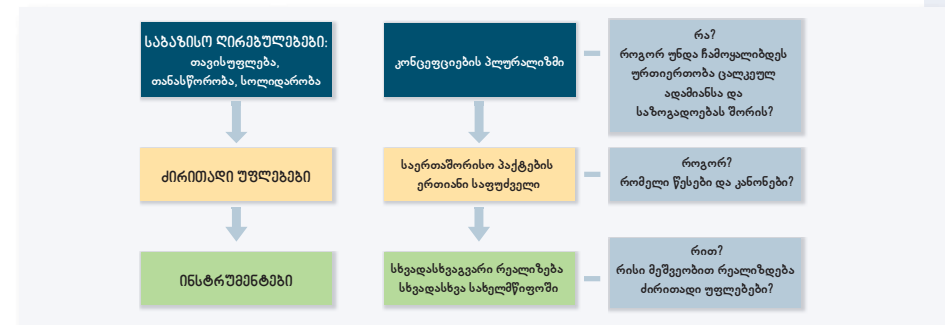 საბაზისო ღირებულებები:
თავისუფლება,
თანასწორობა, სოლიდარობა
კონცეფციების პლურალიზმი
რა?
როგორ უნდა ჩამოყალიბდეს
ურთიერთობა ცალკეულ
ადამიანსა და
საზოგადოებას შორის?
ძირითადი უფლებები
საერთაშორისო პაქტების
ერთიანი საფუძველი
როგორ?
რომელი წესები და კანონები?
ინსტრუმენტები
სხვადასხვაგვარი რეალიზება
სხვადასხვა სახელმწიფოში
რით?
რისი მეშვეობით რეალიზდება
ძირითადი უფლებები?